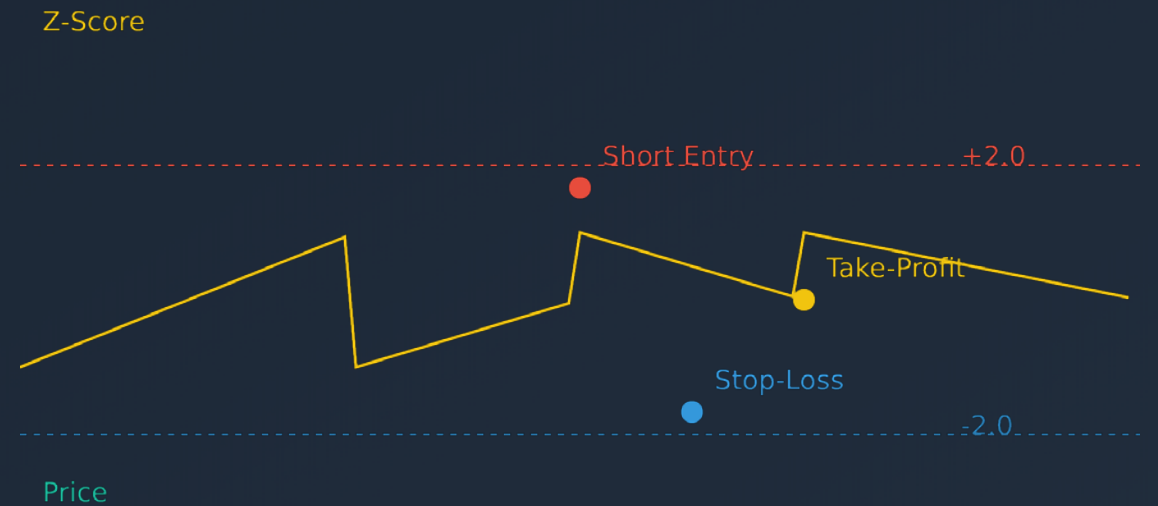 Z-Score
Short Entry
+2.0
Take-Profit
Stop-Loss
-2.0
Price